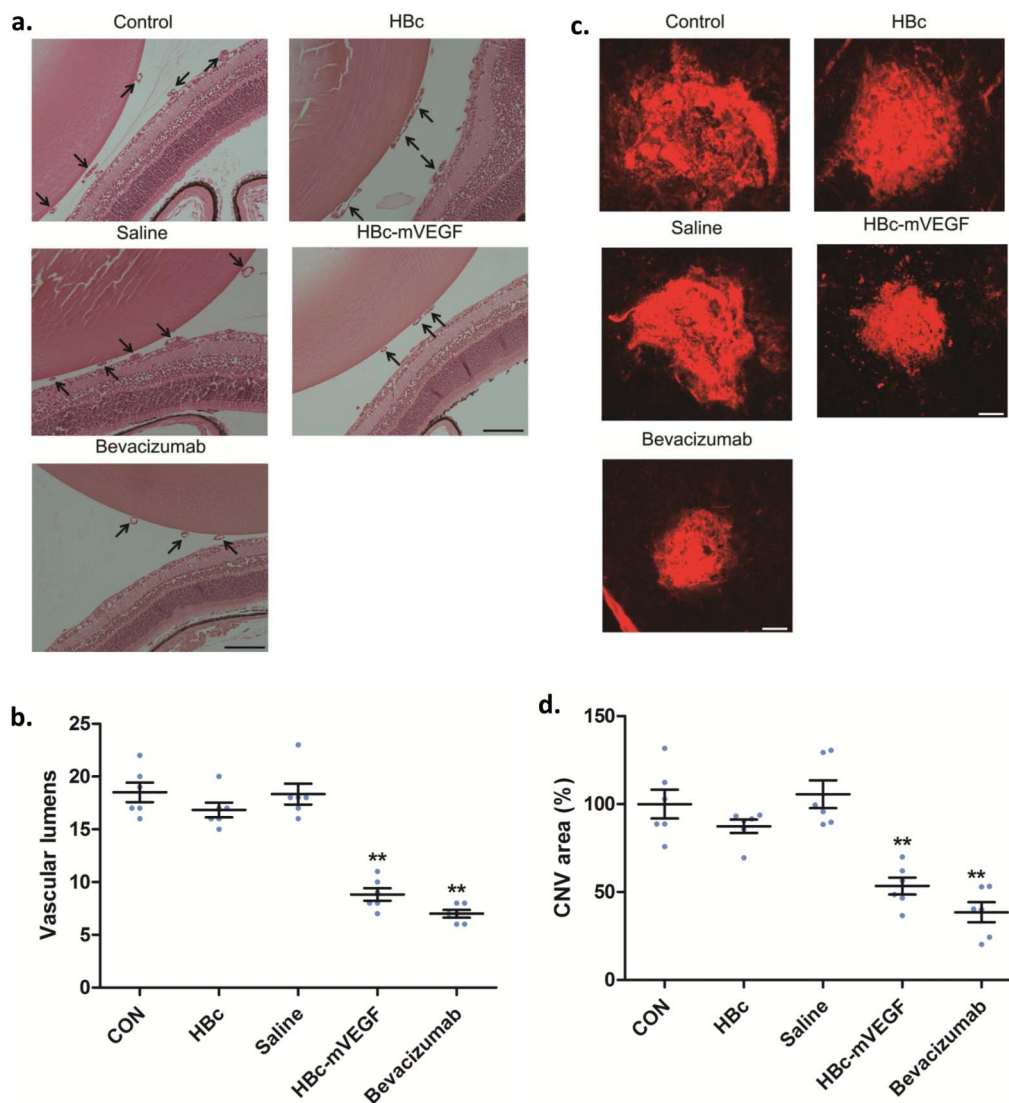 a.
Control
HBc
Saline
HBc-mVEGF
Bevacizumab
c.
Control
HBc
Saline
HBc-mVEGF
Bevacizumab
b.
Vascular lumens
25
20
15
10
5
0
**
**
CON
HBc
Saline
HBc-mVEGF
Bevacizumab
d.
CNV area (%)
150
100
50
0
**
**
CON
HBc
Saline
HBc-mVEGF
Bevacizumab